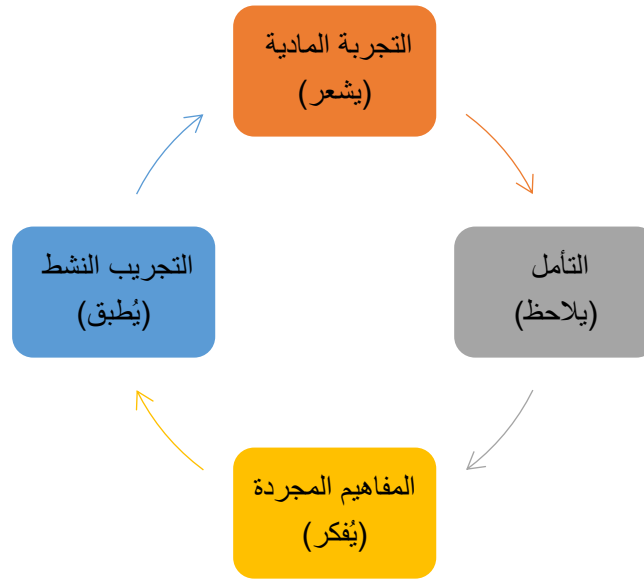 التجربة المادية
(يشعر)
التأمل
(يلاحظ)
المفاهيم المجردة
(يُفكر)
التجريب النشط
(يُطبق)